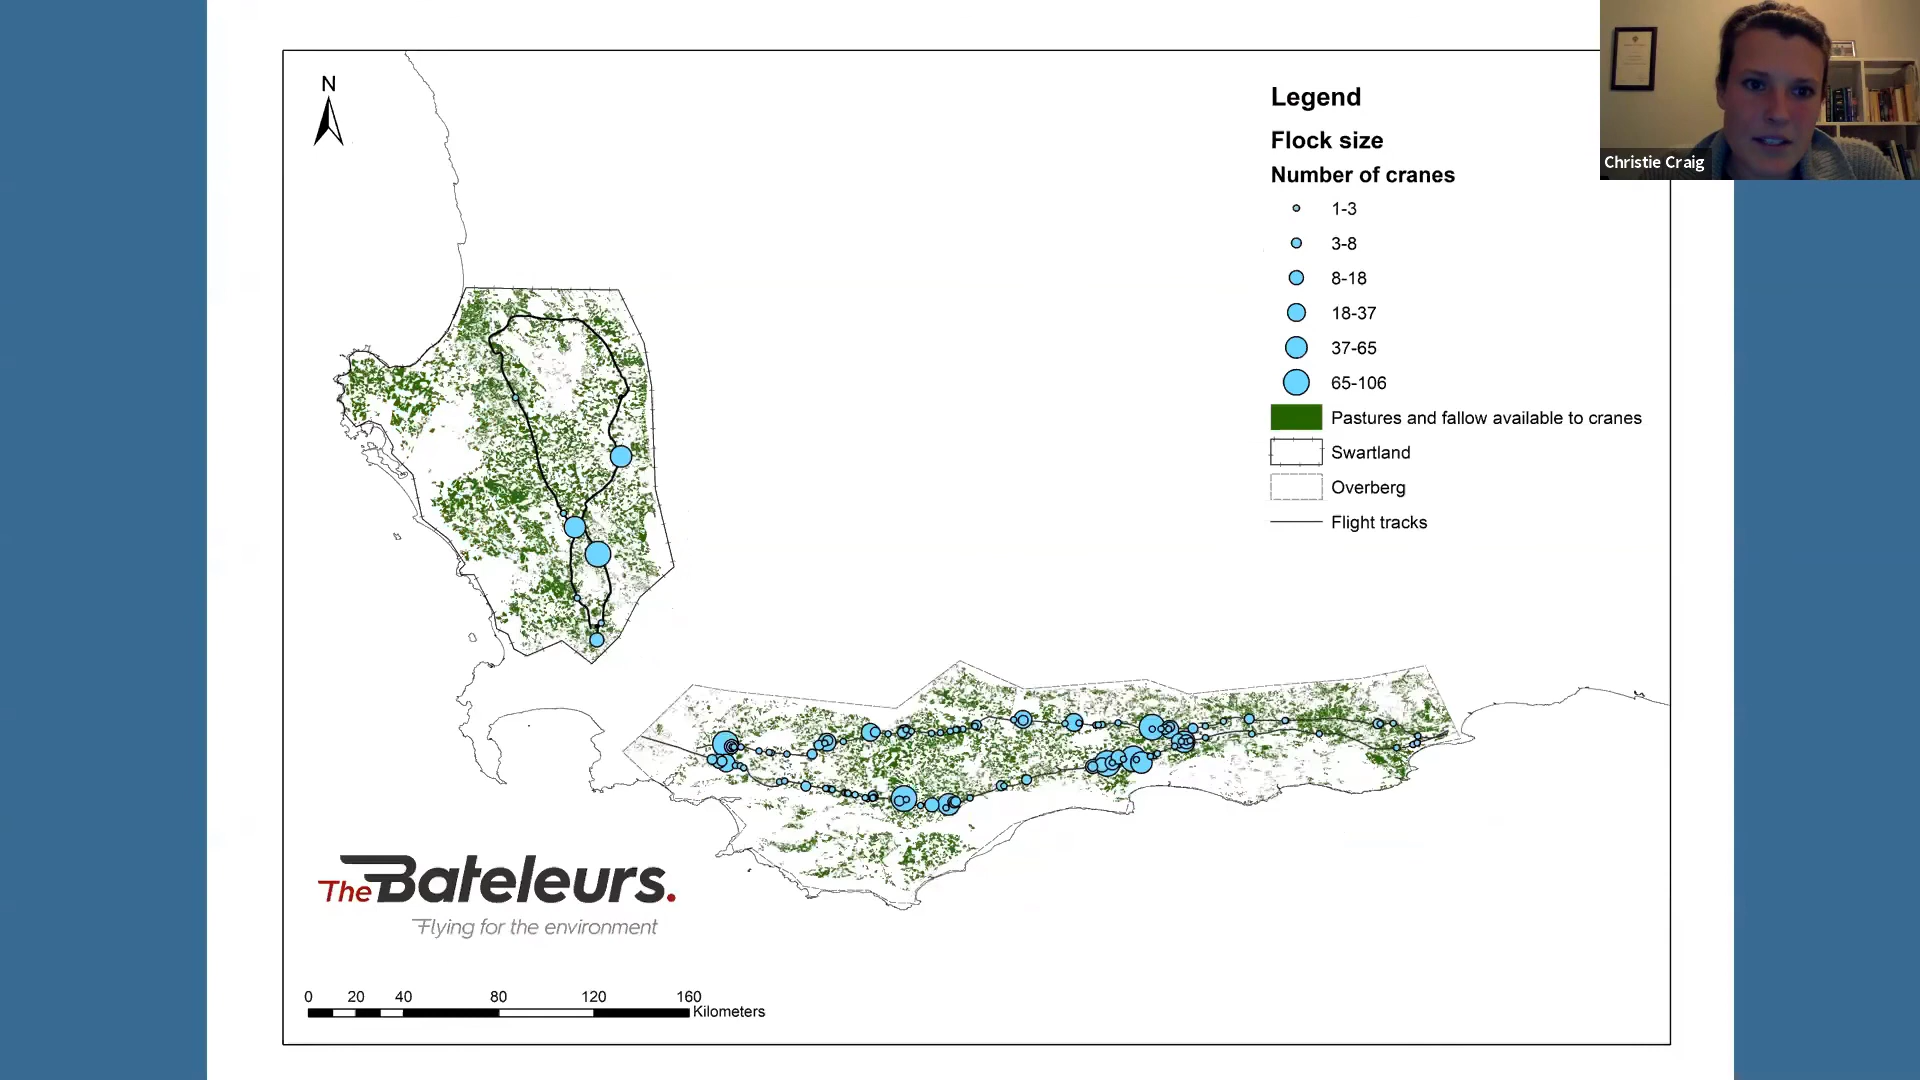 N
Legend
Flock size
Number of cranes
1-3
3-8
8-18
18-37
37-65
65-106
Pastures and fallow available to cranes
Swartland
Overberg
Flight tracks
Christie Craig
The Bateleurs.
Flying for the environment
0 20 40 80 120 160
Kilometers